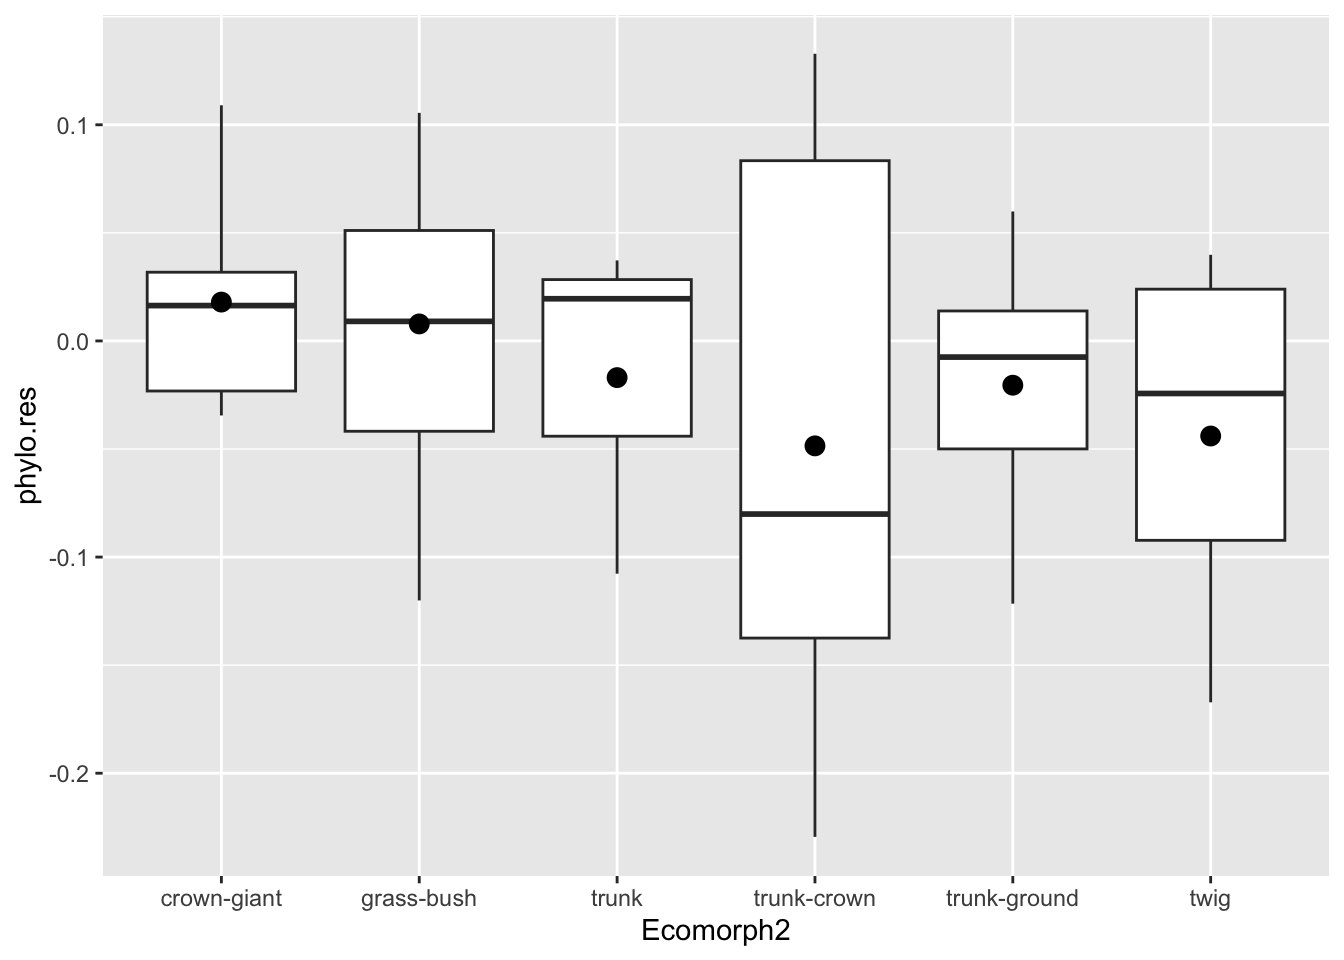 phylo.res
0.1
0.0
-0.1
-0.2
crown-giant
grass-bush
trunk
trunk-crown
trunk-ground
twig
Ecomorph2